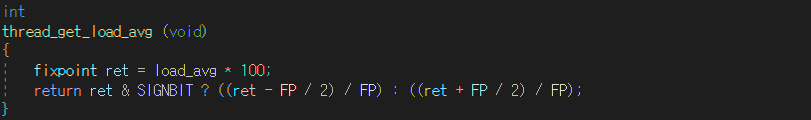 int
thread_get_load_avg (void)
{
fixpoint ret = load_avg * 100;
return ret & SIGNBIT ? ((ret - FP / 2) / FP) : ((ret + FP / 2) / FP);
}